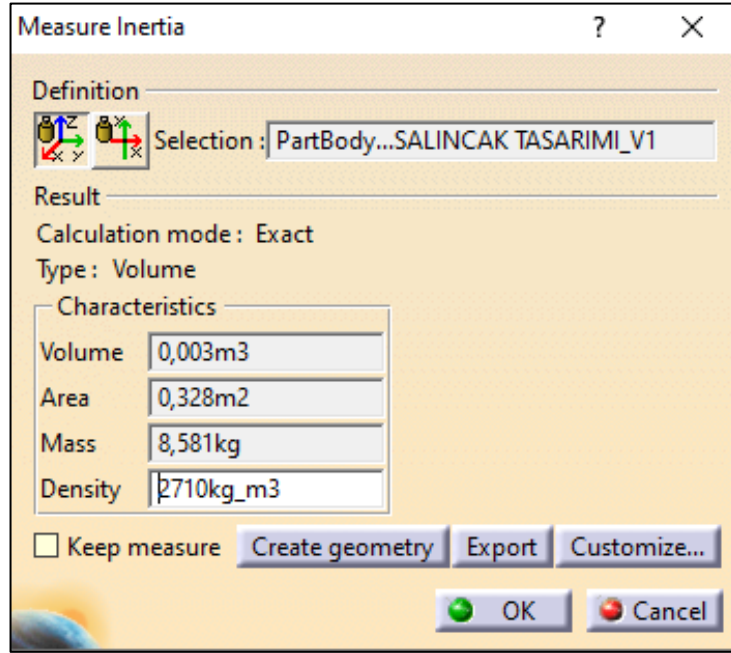 Measure Inertia ? X
Definition
Selection : PartBody...SALINCAK TASARIMI_V1
Result
Calculation mode : Exact
Type : Volume
Characteristics
Volume 0,003m3
Area 0,328m2
Mass 8,581kg
Density 2710kg_m3
Keep measure Create geometry Export Customize...
OK Cancel